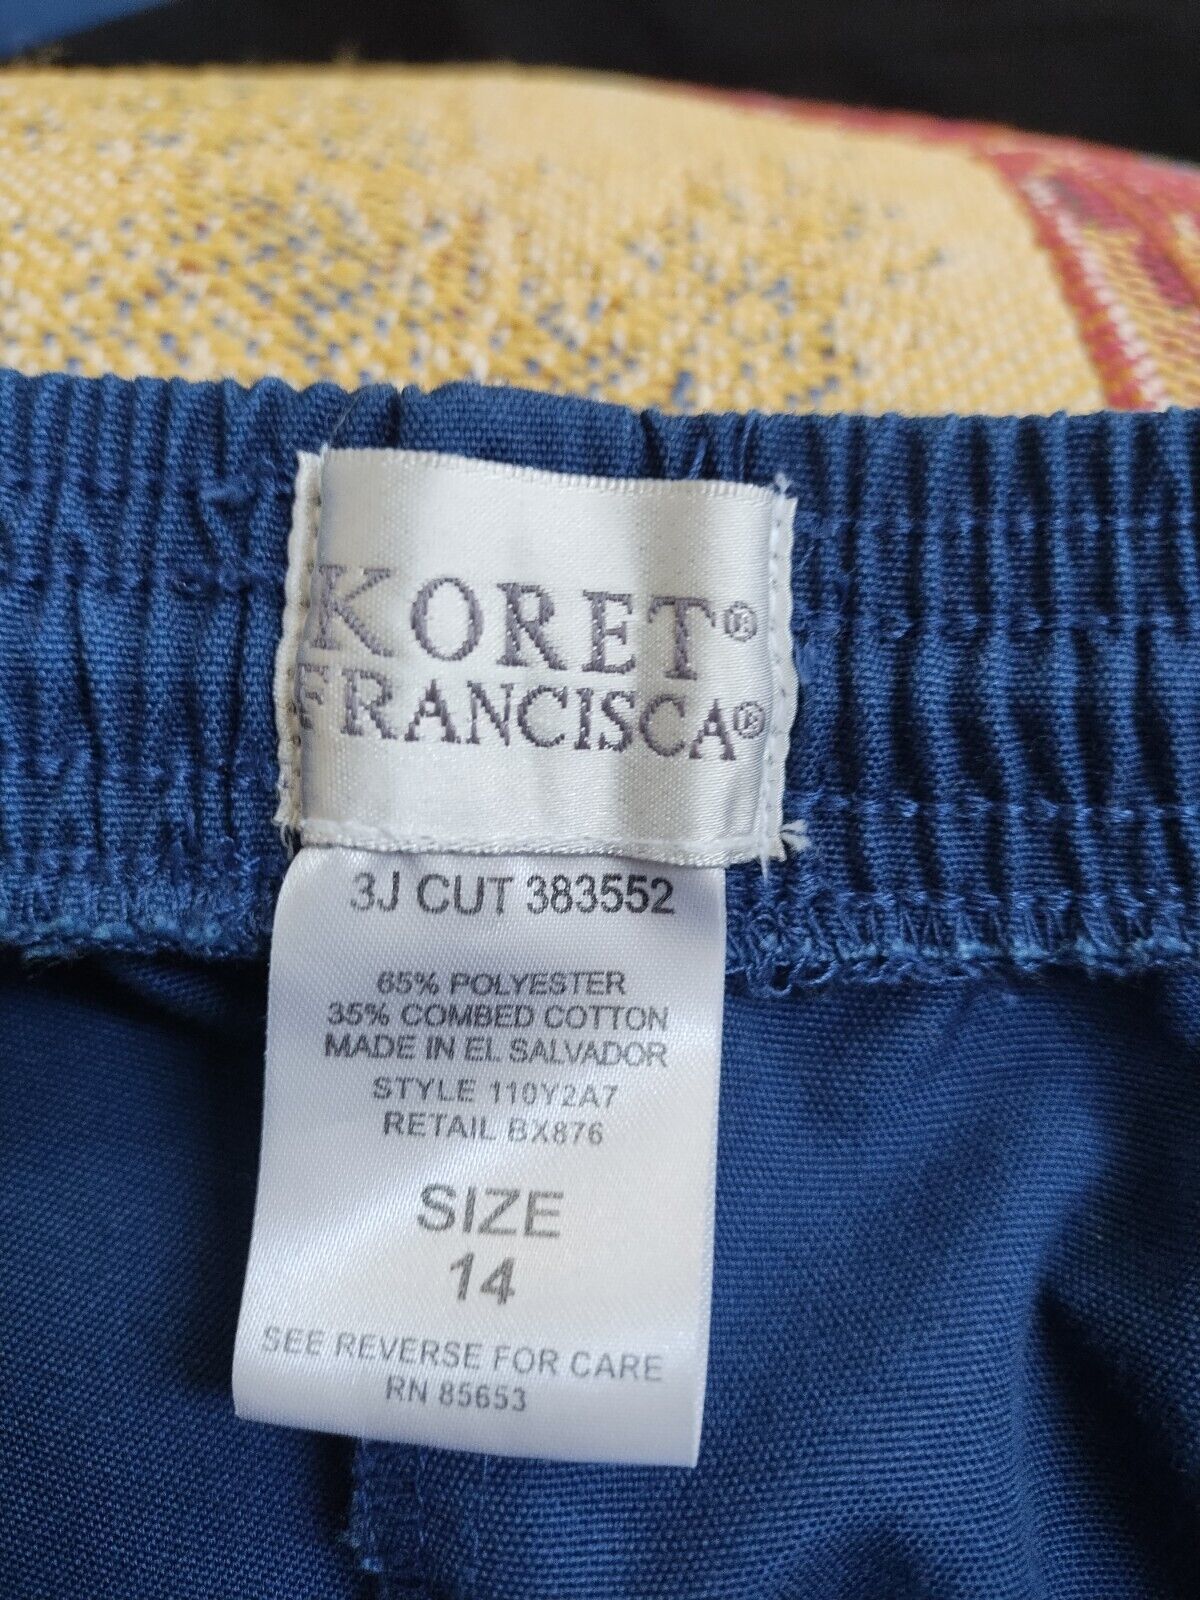 KORET®
FRANCISCA®
3J CUT 383552
65% POLYESTER
35% COMBED COTTON
MADE IN EL SALVADOR
STYLE 110Y2A7
RETAIL BX876
SIZE
14
SEE REVERSE FOR CARE
RN 85653